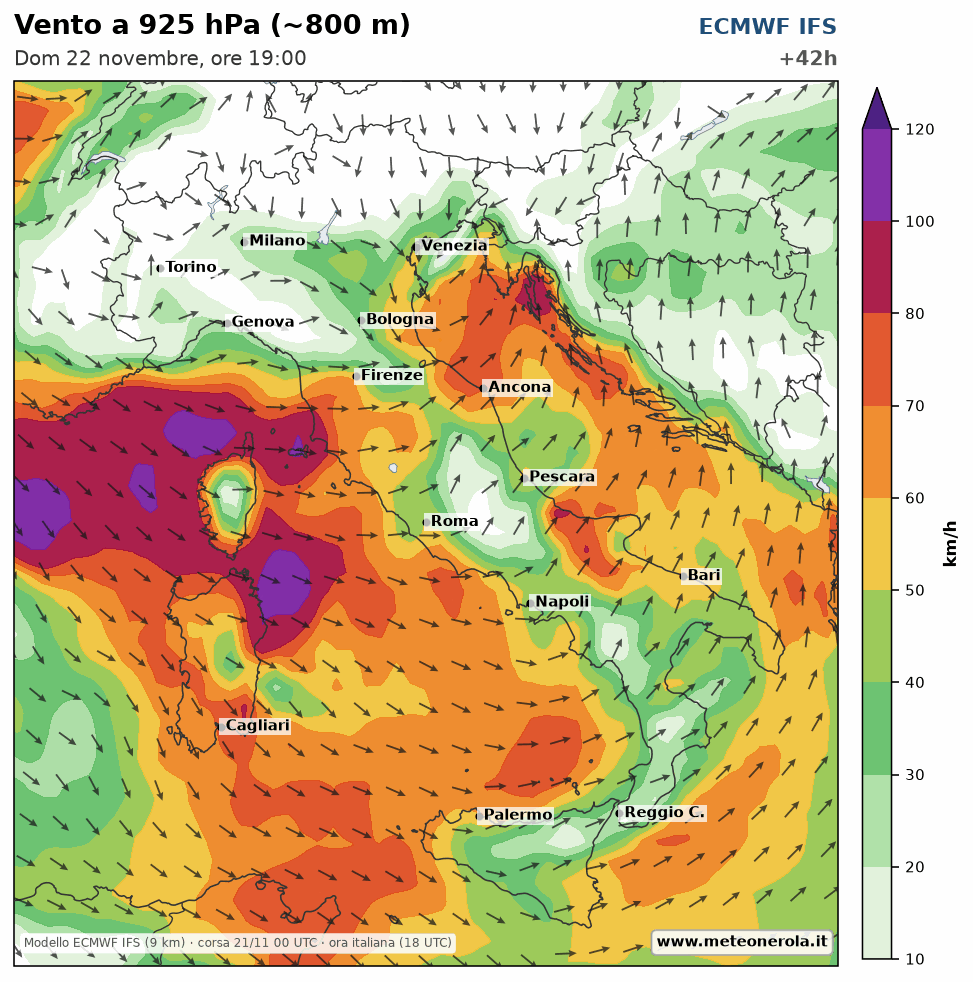 Vento a 925 hPa (~800 m)
ECMWF IFS
Dom 22 novembre, ore 19:00
+42h
Milano
Venezia
Torino
Genova
Bologna
Firenze
Ancona
Pescara
Roma
Bari
Napoli
Cagliari
Palermo
Reggio C.
120
100
80
70
60
50
40
30
20
10
km/h
Modello ECMWF IFS (9 km) · corsa 21/11 00 UTC · ora italiana (18 UTC)
www.meteonerola.it